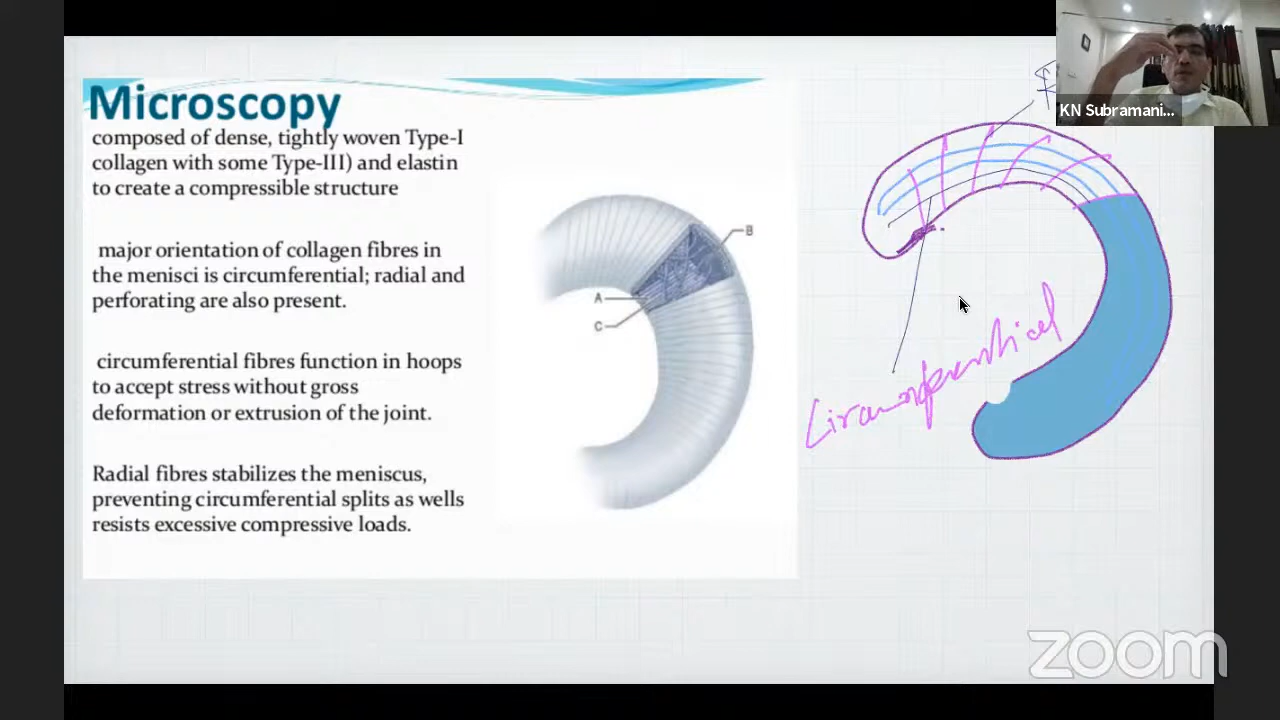 Microscopy
composed of dense, tightly woven Type-I
collagen with some Type-III) and elastin
to create a compressible structure
major orientation of collagen fibres in
the menisci is circumferential; radial and
perforating are also present.
circumferential fibres function in hoops
to accept stress without gross
deformation or extrusion of the joint.
Radial fibres stabilizes the meniscus,
preventing circumferential splits as wells
resists excessive compressive loads.
A
B
C
KN Subramani...
zoom